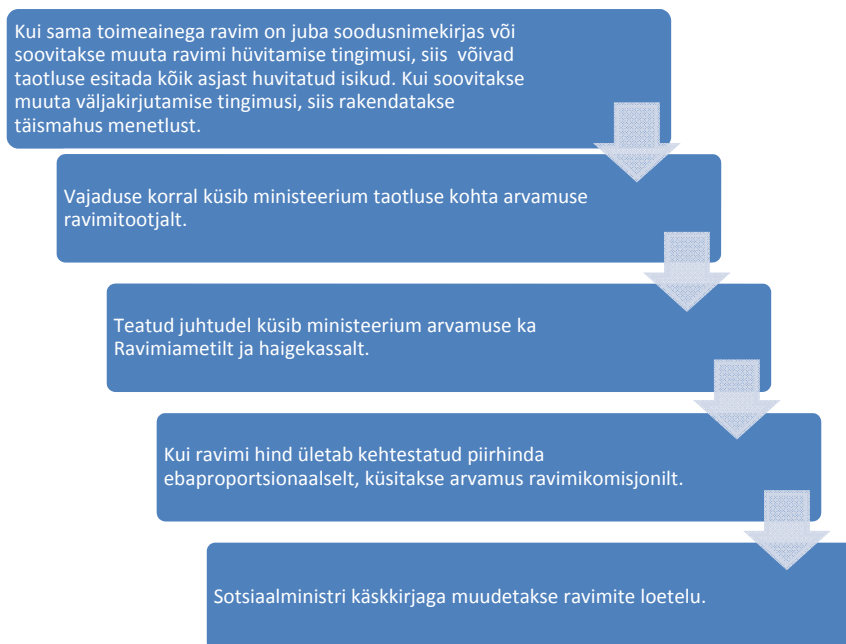 Kui sama toimeainega ravim on juba soodusnimekirjas või
soovitakse muuta ravimi hüvitamise tingimusi, siis võivad
taotluse esitada kõik asjast huvitatud isikud. Kui soovitakse
muuta väljakirjutamise tingimusi, siis rakendatakse
täismahus menetlust.
Vajaduse korral küsib ministeerium taotluse kohta arvamuse
ravimitootjalt.
Teatud juhtudel küsib ministeerium arvamuse ka
Ravimiametilt ja haigekassalt.
Kui ravimi hind ületab kehtestatud piirhinda
ebaproportsionaalselt, küsitakse arvamus ravimikomisjonilt.
Sotsiaalministri käskkirjaga muudetakse ravimite loetelu.